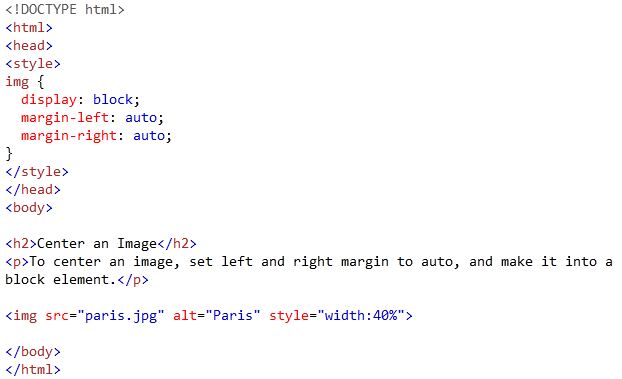 <!DOCTYPE html>
<html>
<head>
<style>
img {
  display: block;
  margin-left: auto;
  margin-right: auto;
}
</style>
</head>
<body>

<h2>Center an Image</h2>
<p>To center an image, set left and right margin to auto, and make it into a
block element.</p>

<img src="paris.jpg" alt="Paris" style="width:40%">

</body>
</html>